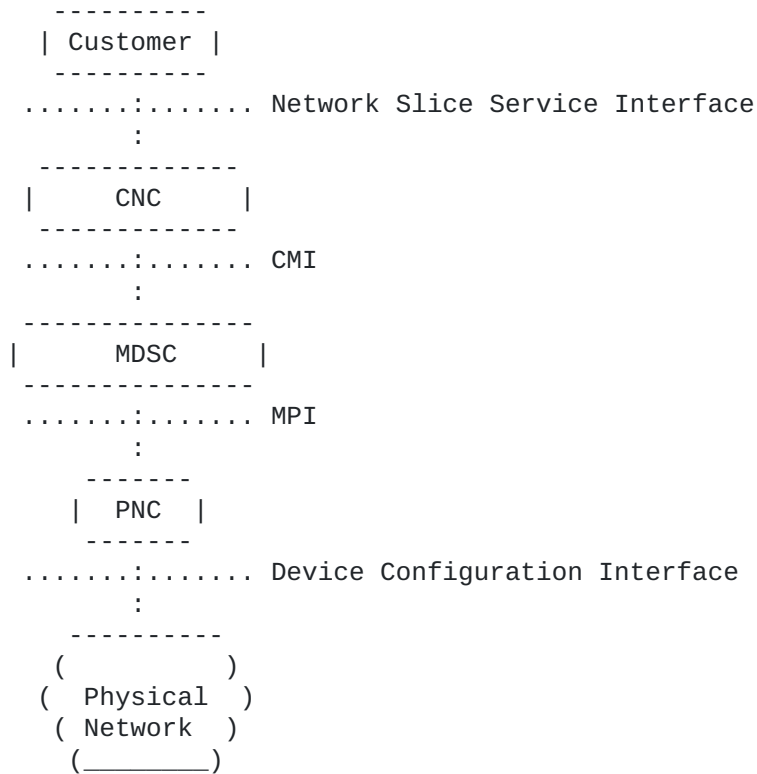 Customer
Network Slice Service Interface
CNC
CMI
MDSC
MPI
PNC
Device Configuration Interface
Physical
Network